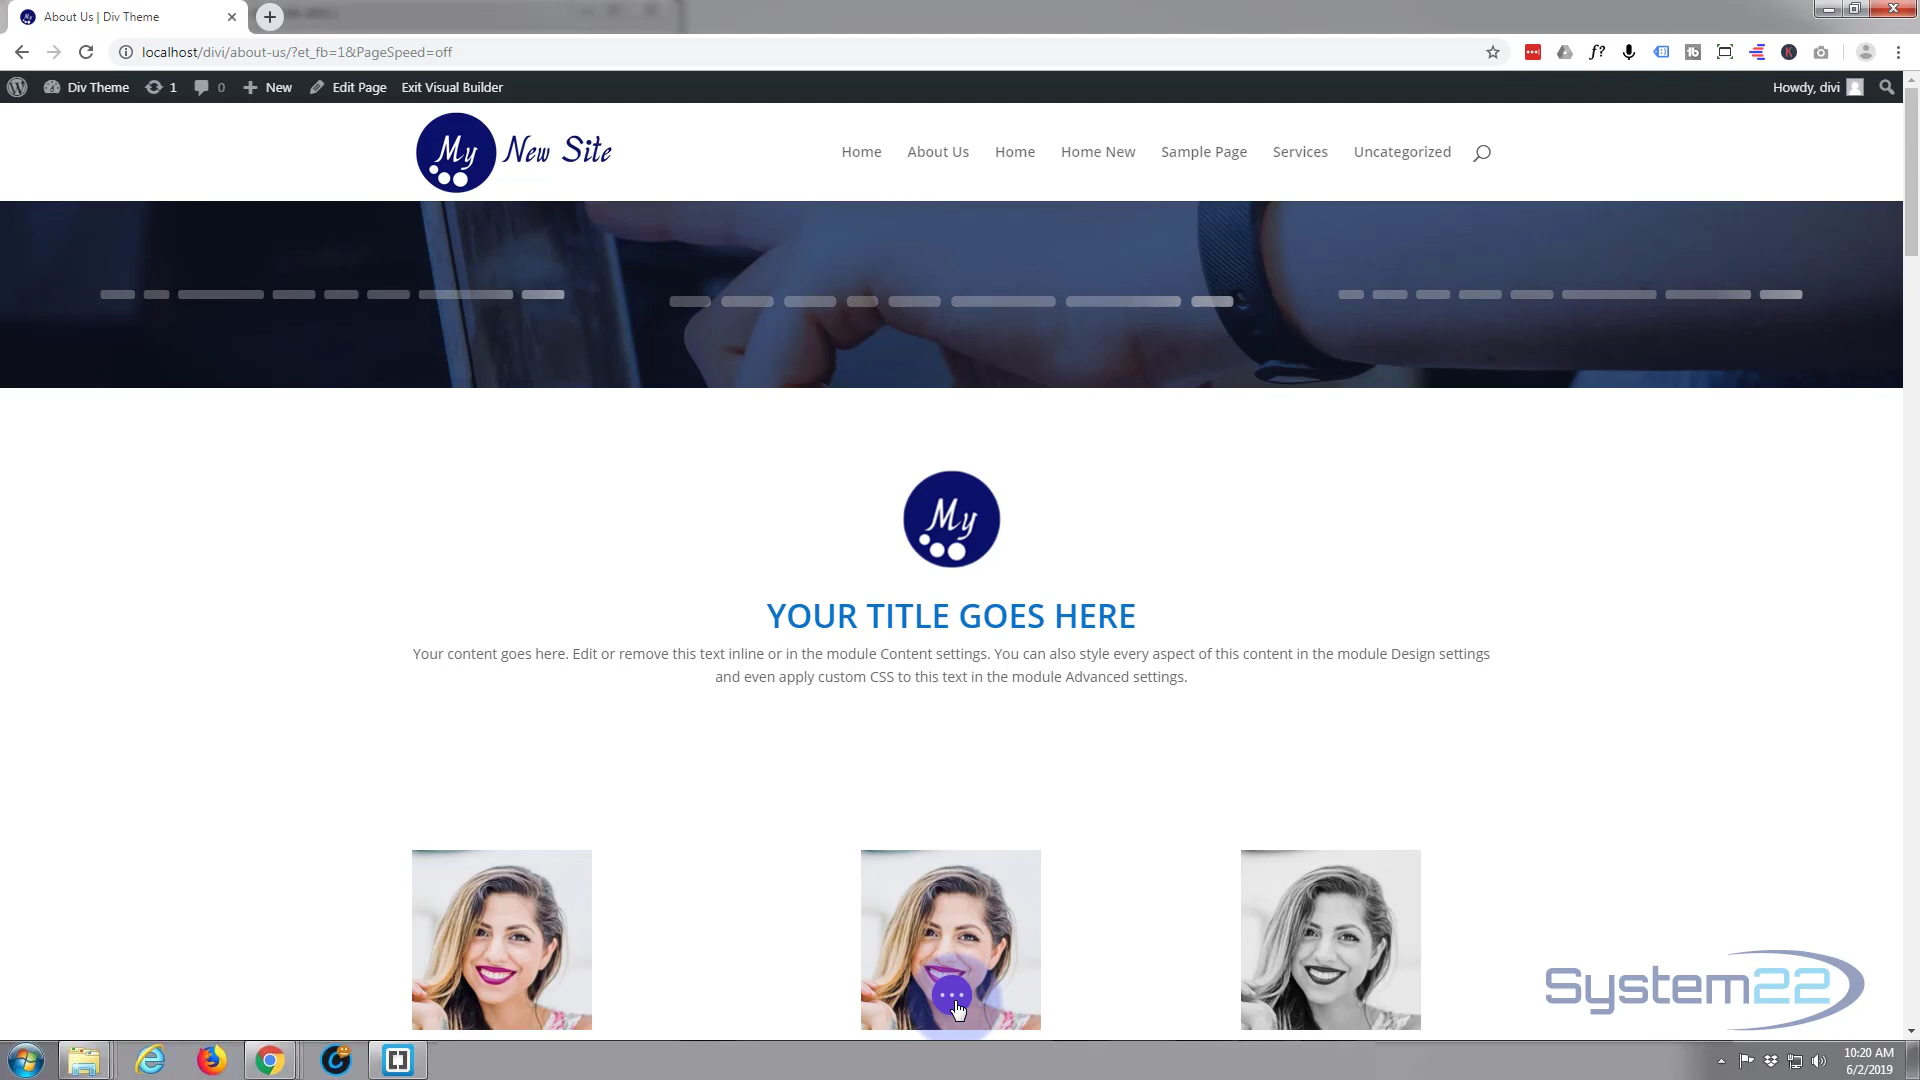 About Us | Div Theme
localhost/divi/about-us/?et_fb=1&PageSpeed=off
f?
tb
K
Div Theme
1
0
New
Edit Page
Exit Visual Builder
Howdy, divi
My New Site
Home
About Us
Home
Home New
Sample Page
Services
Uncategorized
My
YOUR TITLE GOES HERE
Your content goes here. Edit or remove this text inline or in the module Content settings. You can also style every aspect of this content in the module Design settings
and even apply custom CSS to this text in the module Advanced settings.
System22
10:20 AM
6/2/2019